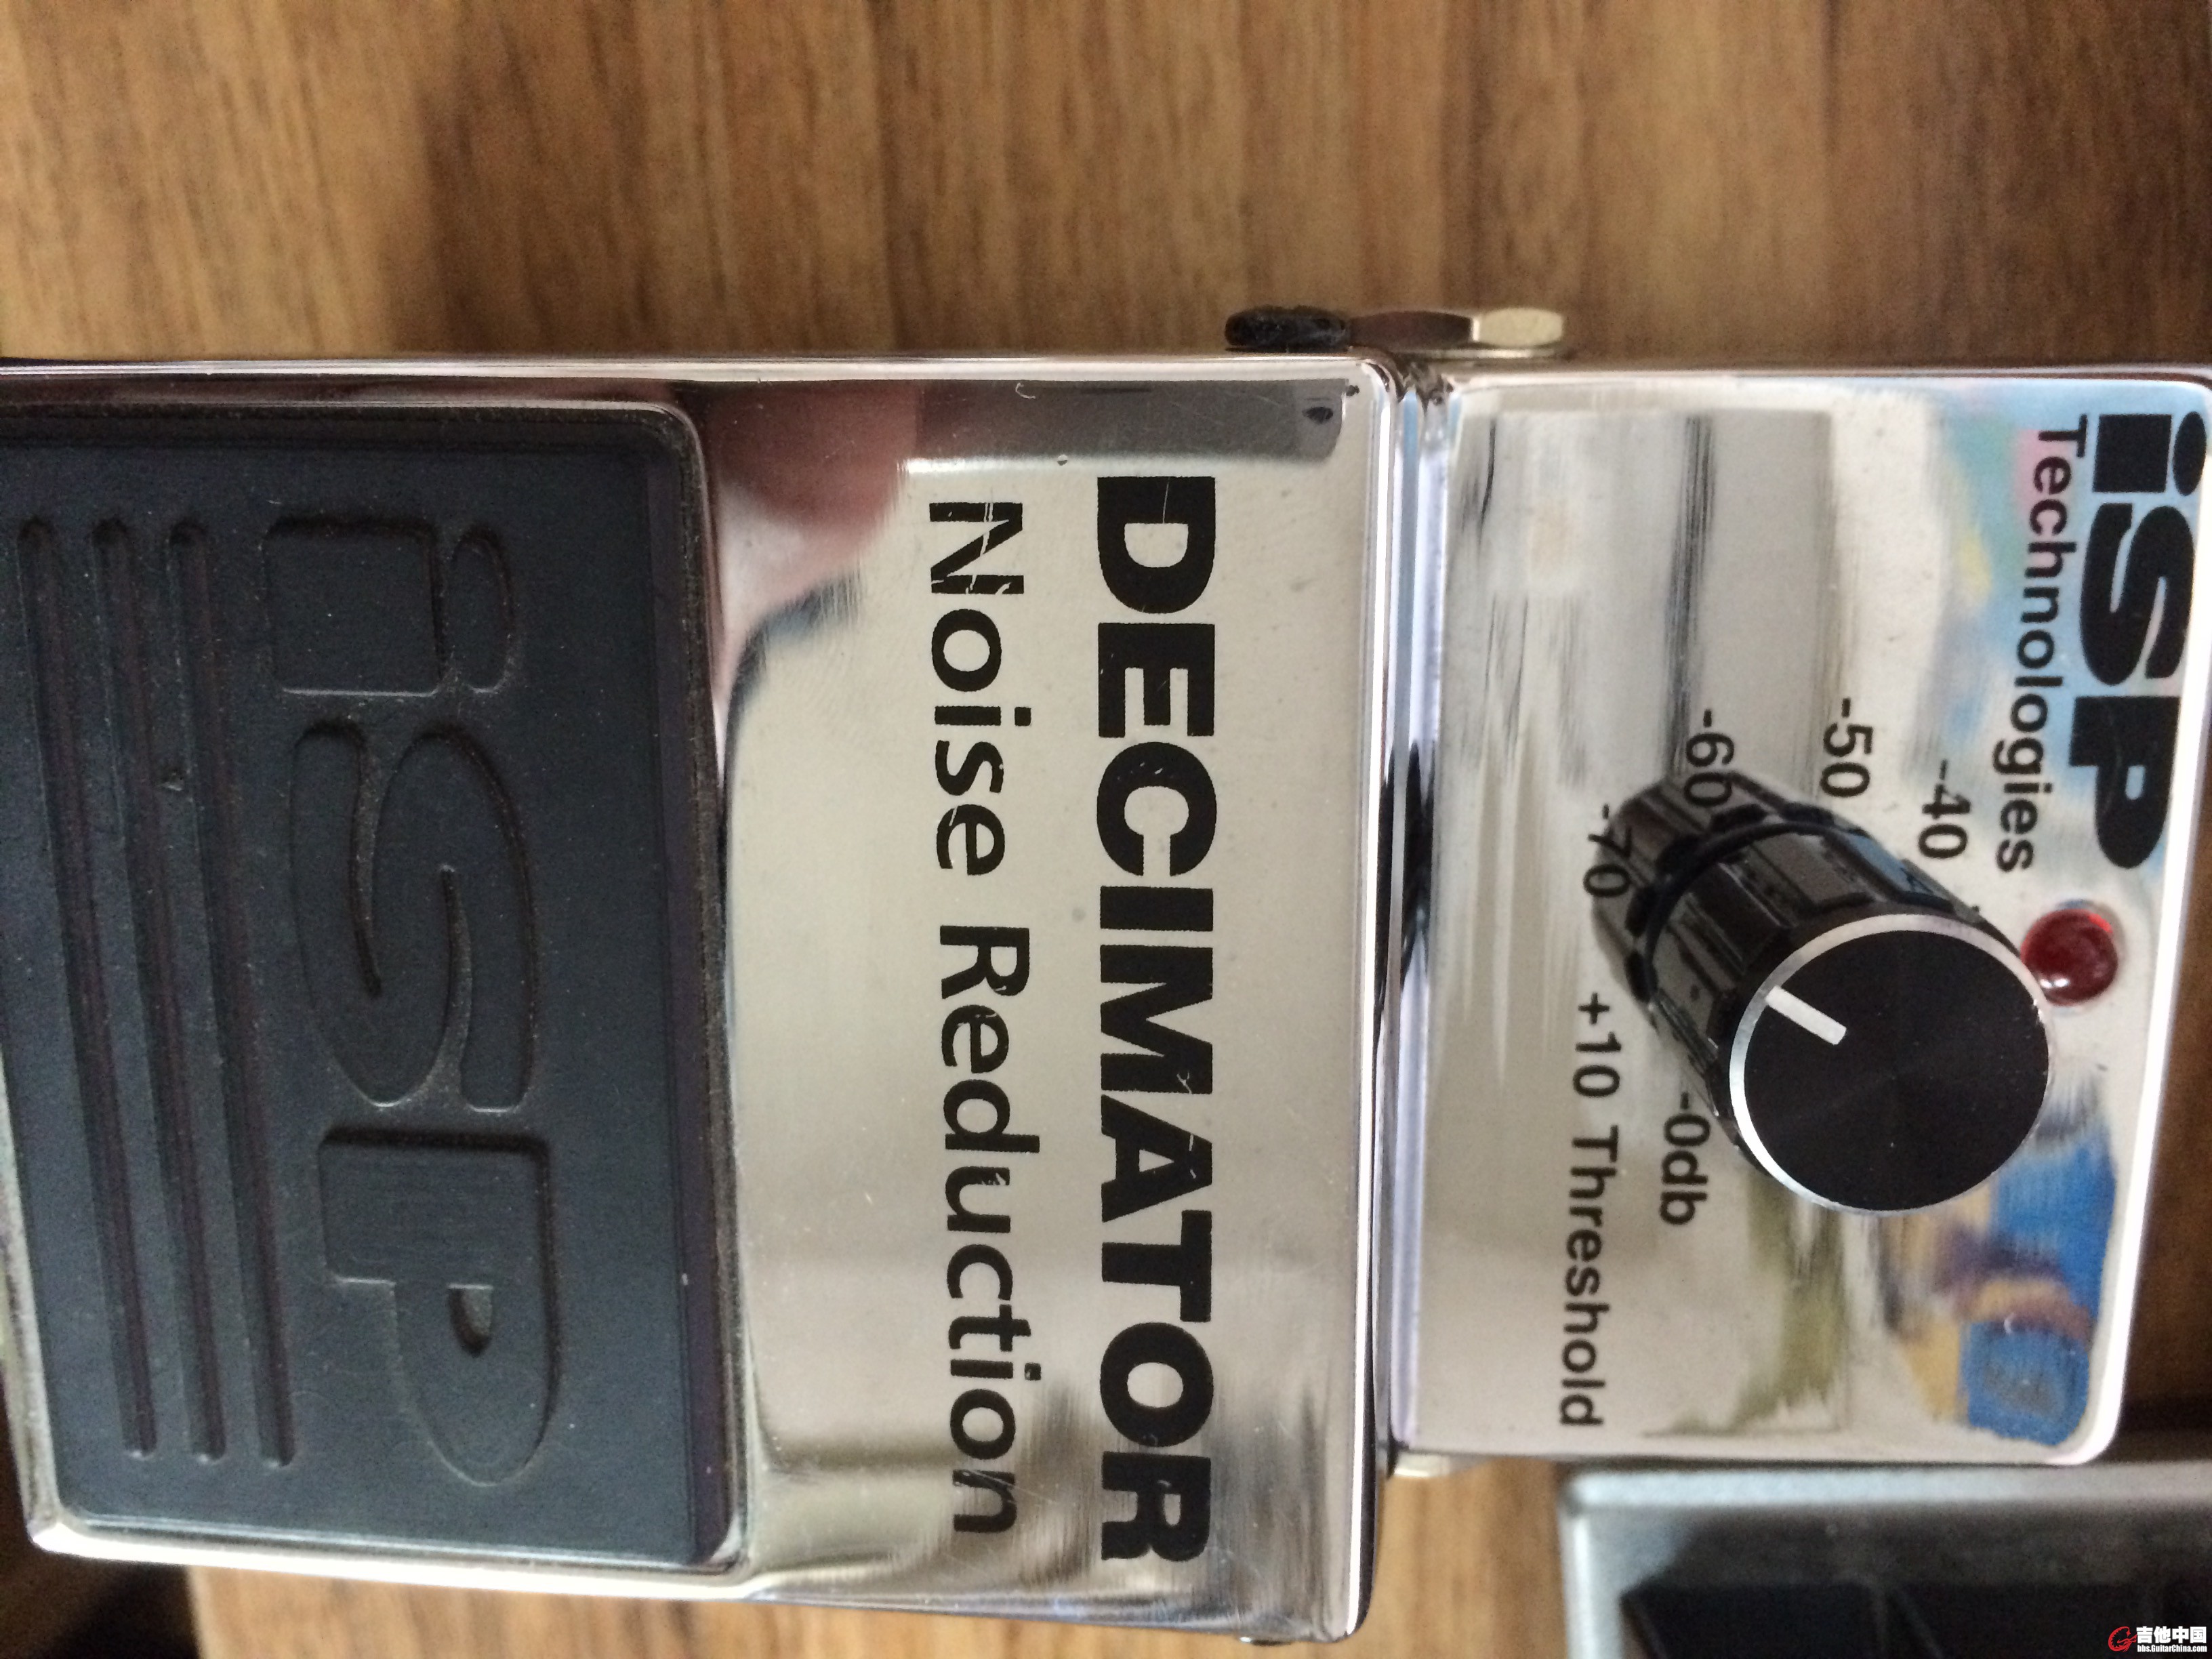 iSP
Technologies
-40
-50
-60
-70
-0db
+10 Threshold
DECIMATOR
Noise Reduction
iSP
吉他中国
bbs.GuitarChina.com